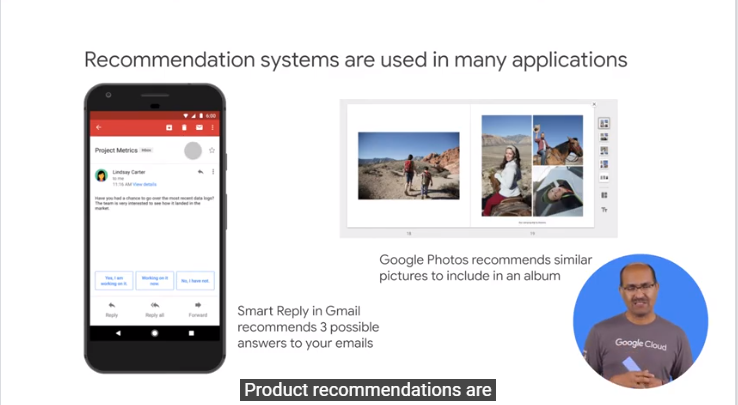 Recommendation systems are used in many applications
6:00
Project Metrics Inbox
Lindsay Carter
to me
11:15 AM View details
Have you had a chance to go over the most recent data logs?
The team is very interested to see how it landed in the
market.
Yes, I am
working on it.
Working on it
now.
No, I have not.
Reply
Reply all
Forward
Tr
Google Photos recommends similar
pictures to include in an album
Smart Reply in Gmail
recommends 3 possible
answers to your emails
Google Cloud
Product recommendations are